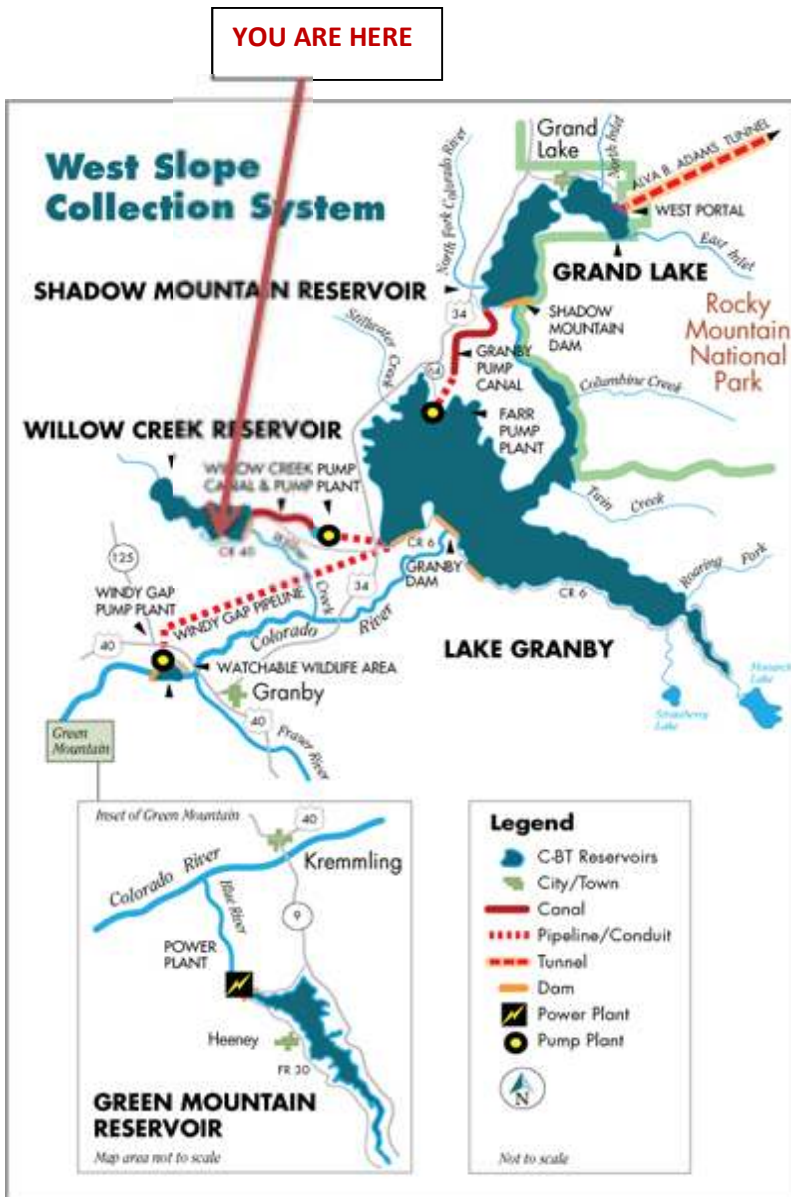 YOU ARE HERE
West Slope
Collection System
Grand
Lake
North Inlet
ALVA B. ADAMS TUNNEL
North Fork Colorado River
WEST PORTAL
East Inlet
GRAND LAKE
SHADOW MOUNTAIN RESERVOIR
34
SHADOW
MOUNTAIN
DAM
Rocky
Mountain
National
Park
Stillwater Creek
GRANBY
PUMP
CANAL
64
Columbine Creek
FARR
PUMP
PLANT
WILLOW CREEK RESERVOIR
WILLOW CREEK PUMP
CANAL & PUMP PLANT
Twin Creek
CR 40
Willow
Creek
CR 6
GRANBY
DAM
125
34
Roaring Fork
CR 6
WINDY GAP
PUMP PLANT
WINDY GAP PIPELINE
Colorado River
LAKE GRANBY
40
WATCHABLE WILDLIFE AREA
Monarch
Lake
Strawberry
Lake
Granby
40
Fraser River
Green
Mountain
Inset of Green Mountain
40
Kremmling
Colorado River
Blue River
9
POWER
PLANT
Heeney
FR 30
GREEN MOUNTAIN
RESERVOIR
Map area not to scale
Legend
C-BT Reservoirs
City/Town
Canal
Pipeline/Conduit
Tunnel
Dam
Power Plant
Pump Plant
N
Not to scale